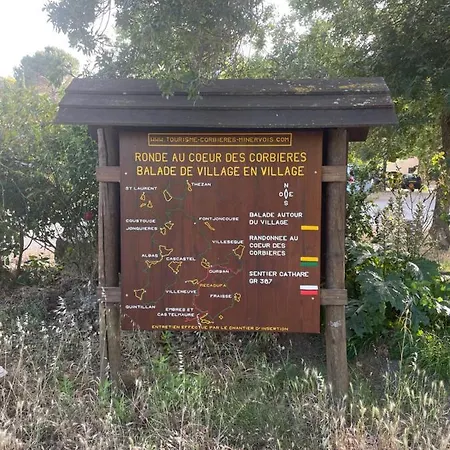 WWW.TOURISME-CORBIERES-MINERVOIS.COM
RONDE AU COEUR DES CORBIERES
BALADE DE VILLAGE EN VILLAGE
THEZAN
ST LAURENT
N
O E
S
COUSTOUGE
FONTJONCOUSE
JONQUIERES
BALADE AUTOUR
DU VILLAGE
VILLESEQUE
RANDONNEE AU
COEUR DES
CORBIERES
ALBAS
CASCASTEL
DURBAN
SENTIER CATHARE
GR 367
VILLENEUVE
FRAISSE
QUINTILLAN
EMBRES ET
CASTELMAURE
ENTRETIEN EFFECTUE PAR LE CHANTIER D'INSERTION